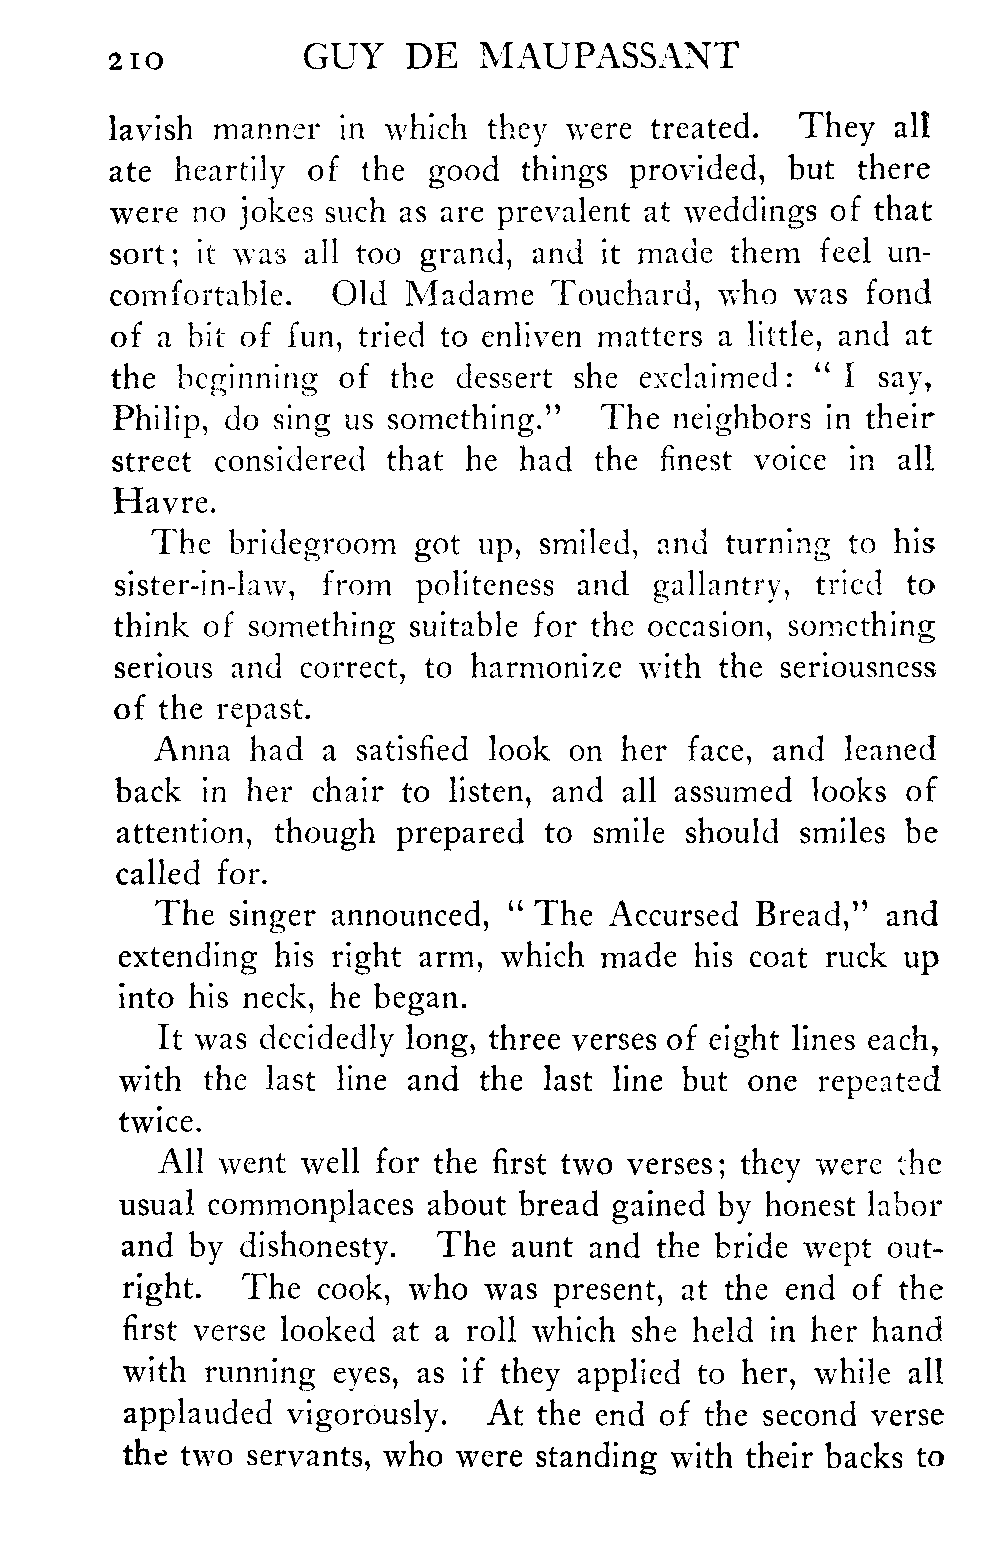 210 GUY DE MAUPASSANT
lavish manner in which they were treated. They all
ate heartily of the good things provided, but there
were no jokes such as are prevalent at weddings of that
sort; it was all too grand, and it made them feel un-
comfortable. Old Madame Touchard, who was fond
of a bit of fun, tried to enliven matters a little, and at
the beginning of the dessert she exclaimed: “ I say,
Philip, do sing us something.” The neighbors in their
street considered that he had the finest voice in all
Havre.
The bridegroom got up, smiled, and turning to his
sister-in-law, from politeness and gallantry, tried to
think of something suitable for the occasion, something
serious and correct, to harmonize with the seriousness
of the repast.
Anna had a satisfied look on her face, and leaned
back in her chair to listen, and all assumed looks of
attention, though prepared to smile should smiles be
called for.
The singer announced, “ The Accursed Bread,” and
extending his right arm, which made his coat ruck up
into his neck, he began.
It was decidedly long, three verses of eight lines each,
with the last line and the last line but one repeated
twice.
All went well for the first two verses; they were the
usual commonplaces about bread gained by honest labor
and by dishonesty. The aunt and the bride wept out-
right. The cook, who was present, at the end of the
first verse looked at a roll which she held in her hand
with running eyes, as if they applied to her, while all
applauded vigorously. At the end of the second verse
the two servants, who were standing with their backs to